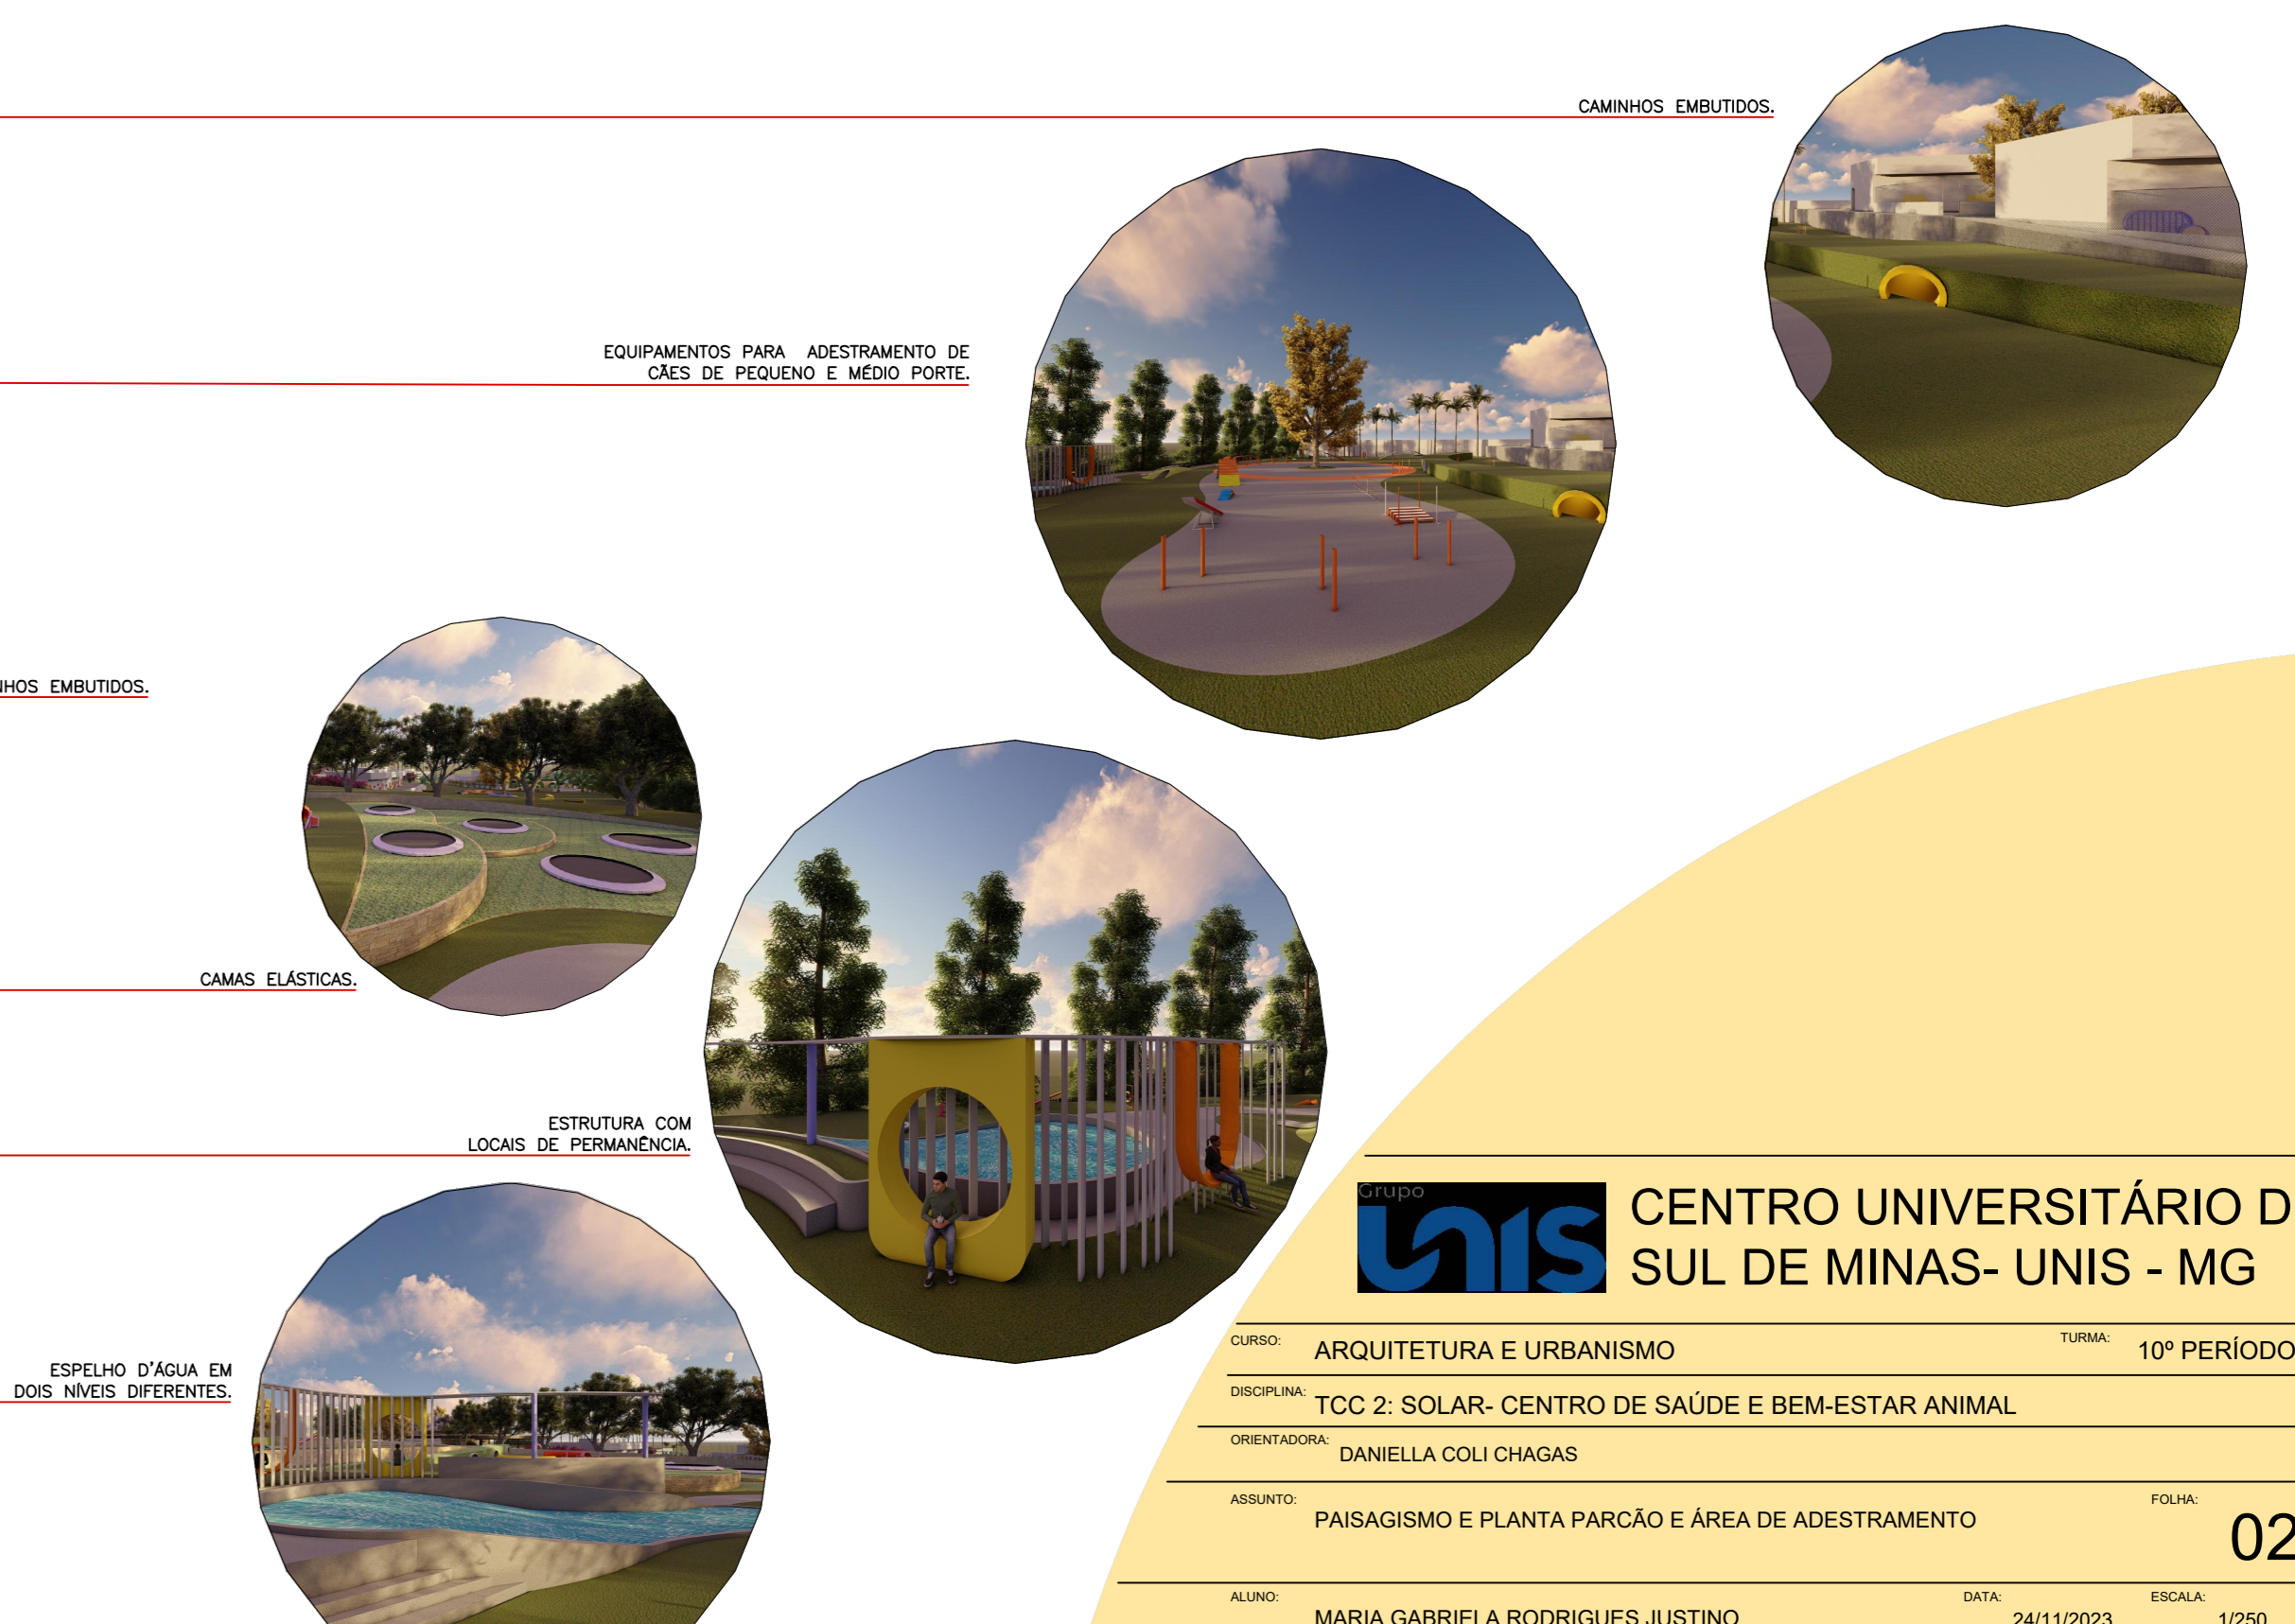 CAMINHOS EMBUTIDOS.
EQUIPAMENTOS PARA ADESTRAMENTO DE
CÃES DE PEQUENO E MÉDIO PORTE.
NHOS EMBUTIDOS.
CAMAS ELÁSTICAS.
ESTRUTURA COM
LOCAIS DE PERMANÊNCIA.
ESPELHO D'ÁGUA EM
DOIS NÍVEIS DIFERENTES.
Grupo
unis
CENTRO UNIVERSITÁRIO D
SUL DE MINAS- UNIS - MG
CURSO: ARQUITETURA E URBANISMO TURMA: 10º PERÍODO
DISCIPLINA: TCC 2: SOLAR- CENTRO DE SAÚDE E BEM-ESTAR ANIMAL
ORIENTADORA: DANIELLA COLI CHAGAS
ASSUNTO: PAISAGISMO E PLANTA PARCÃO E ÁREA DE ADESTRAMENTO FOLHA: 02
ALUNO: MARIA GABRIELA RODRIGUES JUSTINO DATA: 24/11/2023 ESCALA: 1/250